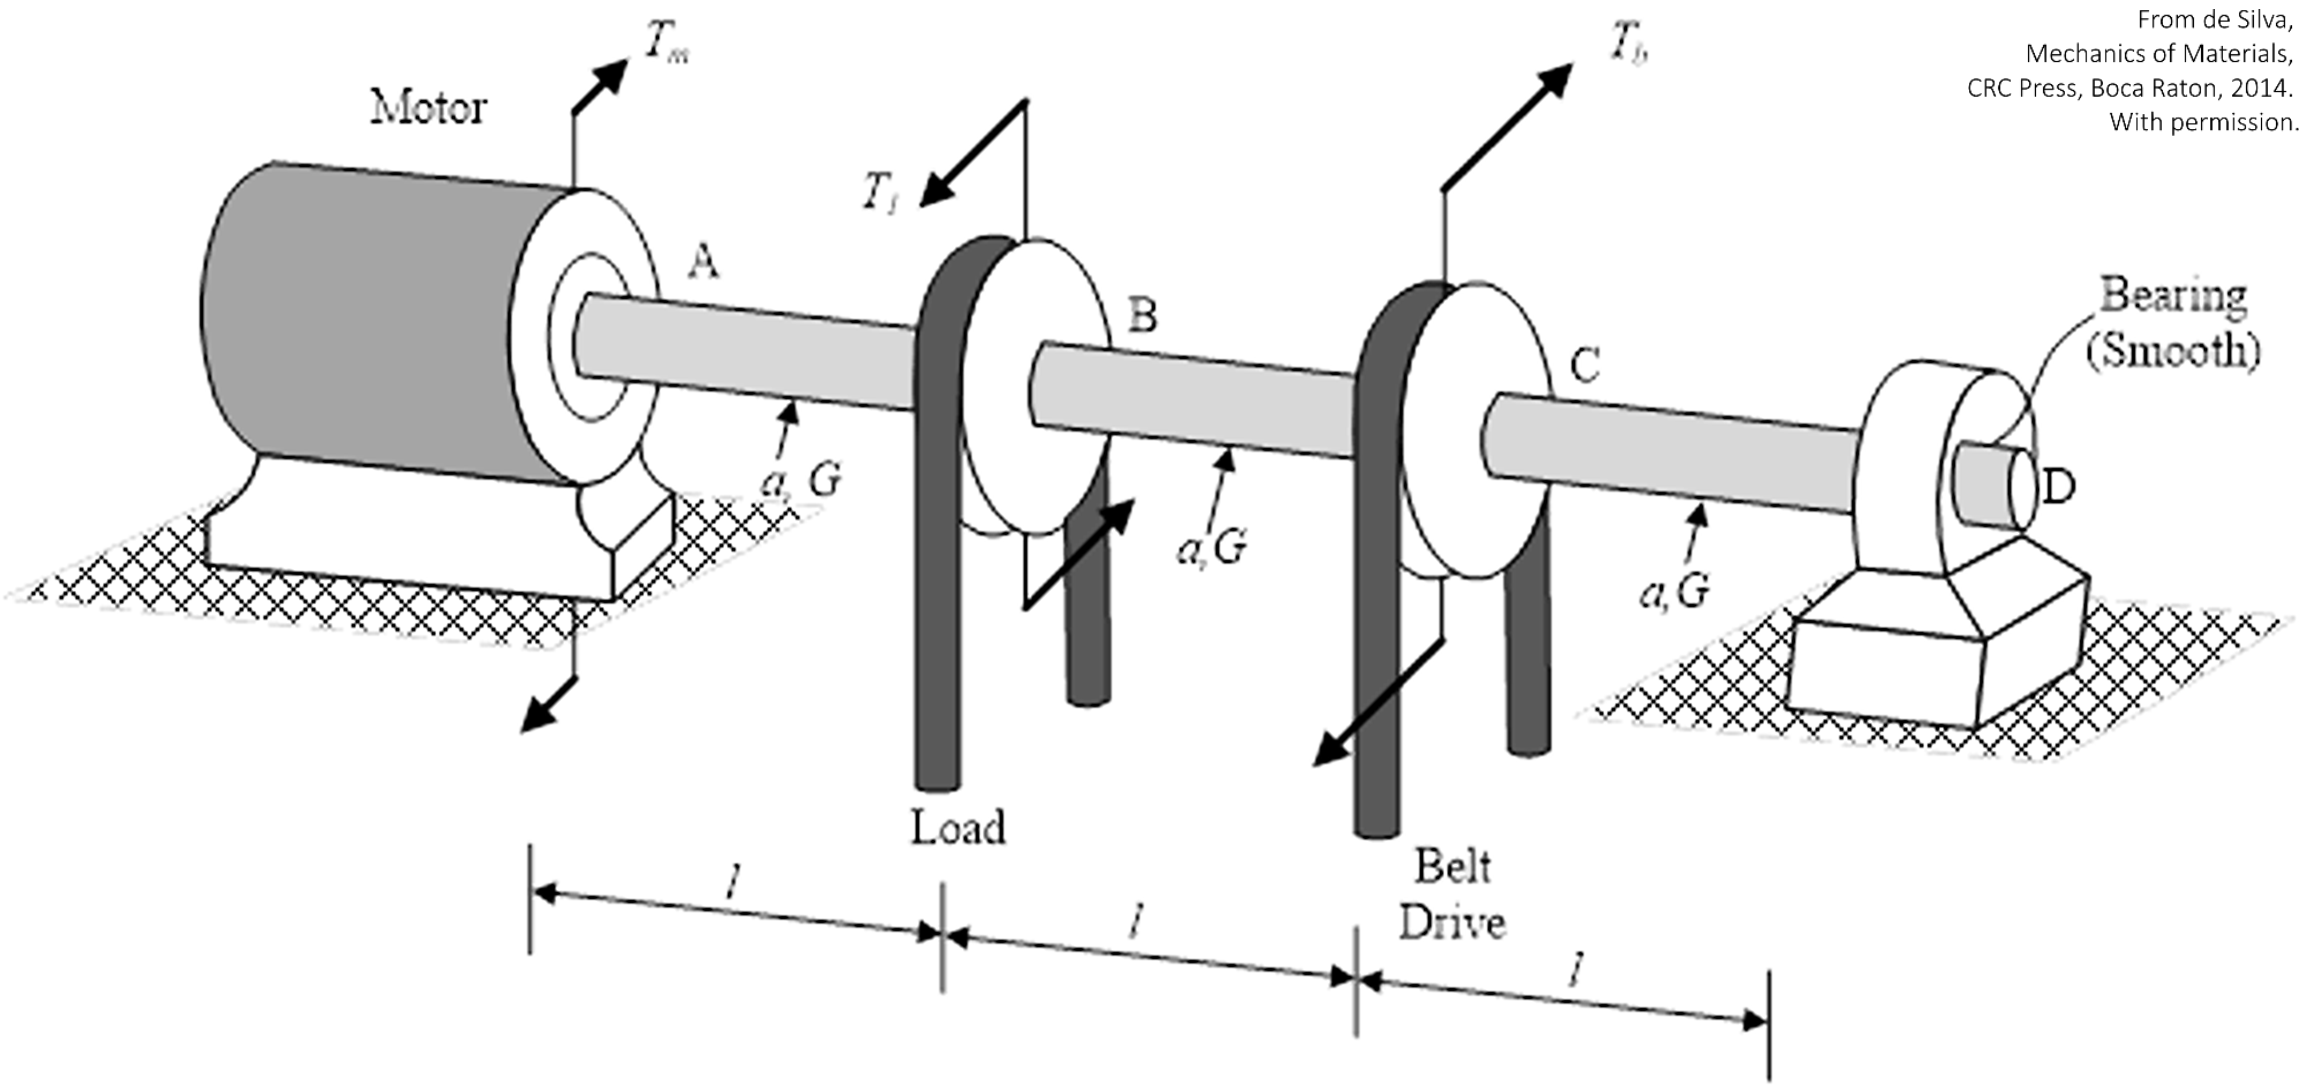 From de Silva,
Mechanics of Materials,
CRC Press, Boca Raton, 2014.
With permission.
T_m
T_b
Motor
T_l
A
B
C
Bearing
(Smooth)
D
a, G
a, G
a, G
Load
Belt
Drive
l
l
l